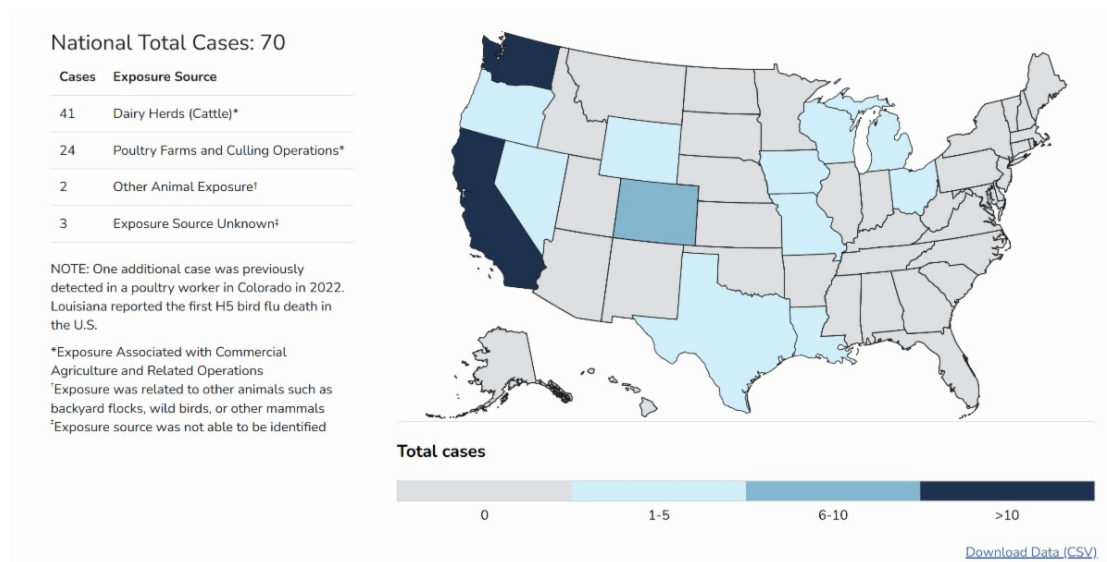 National Total Cases: 70
Cases Exposure Source
41 Dairy Herds (Cattle)*
24 Poultry Farms and Culling Operations*
2 Other Animal Exposure†
3 Exposure Source Unknown‡
NOTE: One additional case was previously
detected in a poultry worker in Colorado in 2022.
Louisiana reported the first H5 bird flu death in
the U.S.
*Exposure Associated with Commercial
Agriculture and Related Operations
†Exposure was related to other animals such as
backyard flocks, wild birds, or other mammals
‡Exposure source was not able to be identified
Total cases
0 1-5 6-10 >10
Download Data (CSV)